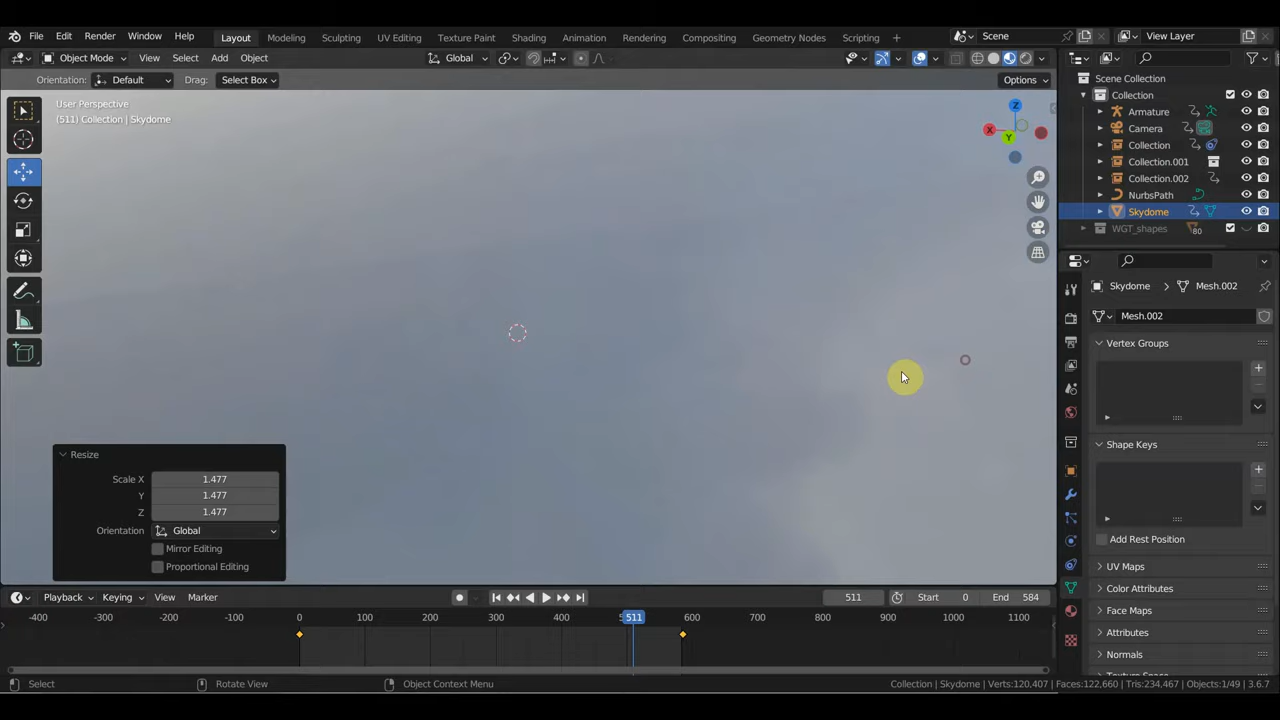 File Edit Render Window Help Layout Modeling Sculpting UV Editing Texture Paint Shading Animation Rendering Compositing Geometry Nodes Scripting + Scene View Layer
Object Mode View Select Add Object Global
Orientation: Default Drag: Select Box Options
User Perspective
(511) Collection | Skydome
Z
X
Y
Scene Collection
Collection
Armature
Camera
Collection
Collection.001
Collection.002
NurbsPath
Skydome
WGT_shapes 80
Skydome > Mesh.002
Mesh.002
Vertex Groups
Shape Keys
Add Rest Position
UV Maps
Color Attributes
Face Maps
Attributes
Normals
Resize
Scale X 1.477
Y 1.477
Z 1.477
Orientation Global
Mirror Editing
Proportional Editing
Playback Keying View Marker 511 Start 0 End 584
-400 -300 -200 -100 0 100 200 300 400 511 600 700 800 900 1000 1100
Select Rotate View Object Context Menu Collection | Skydome | Verts:120,407 | Faces:122,660 | Tris:234,467 | Objects:1/49 | 3.6.7